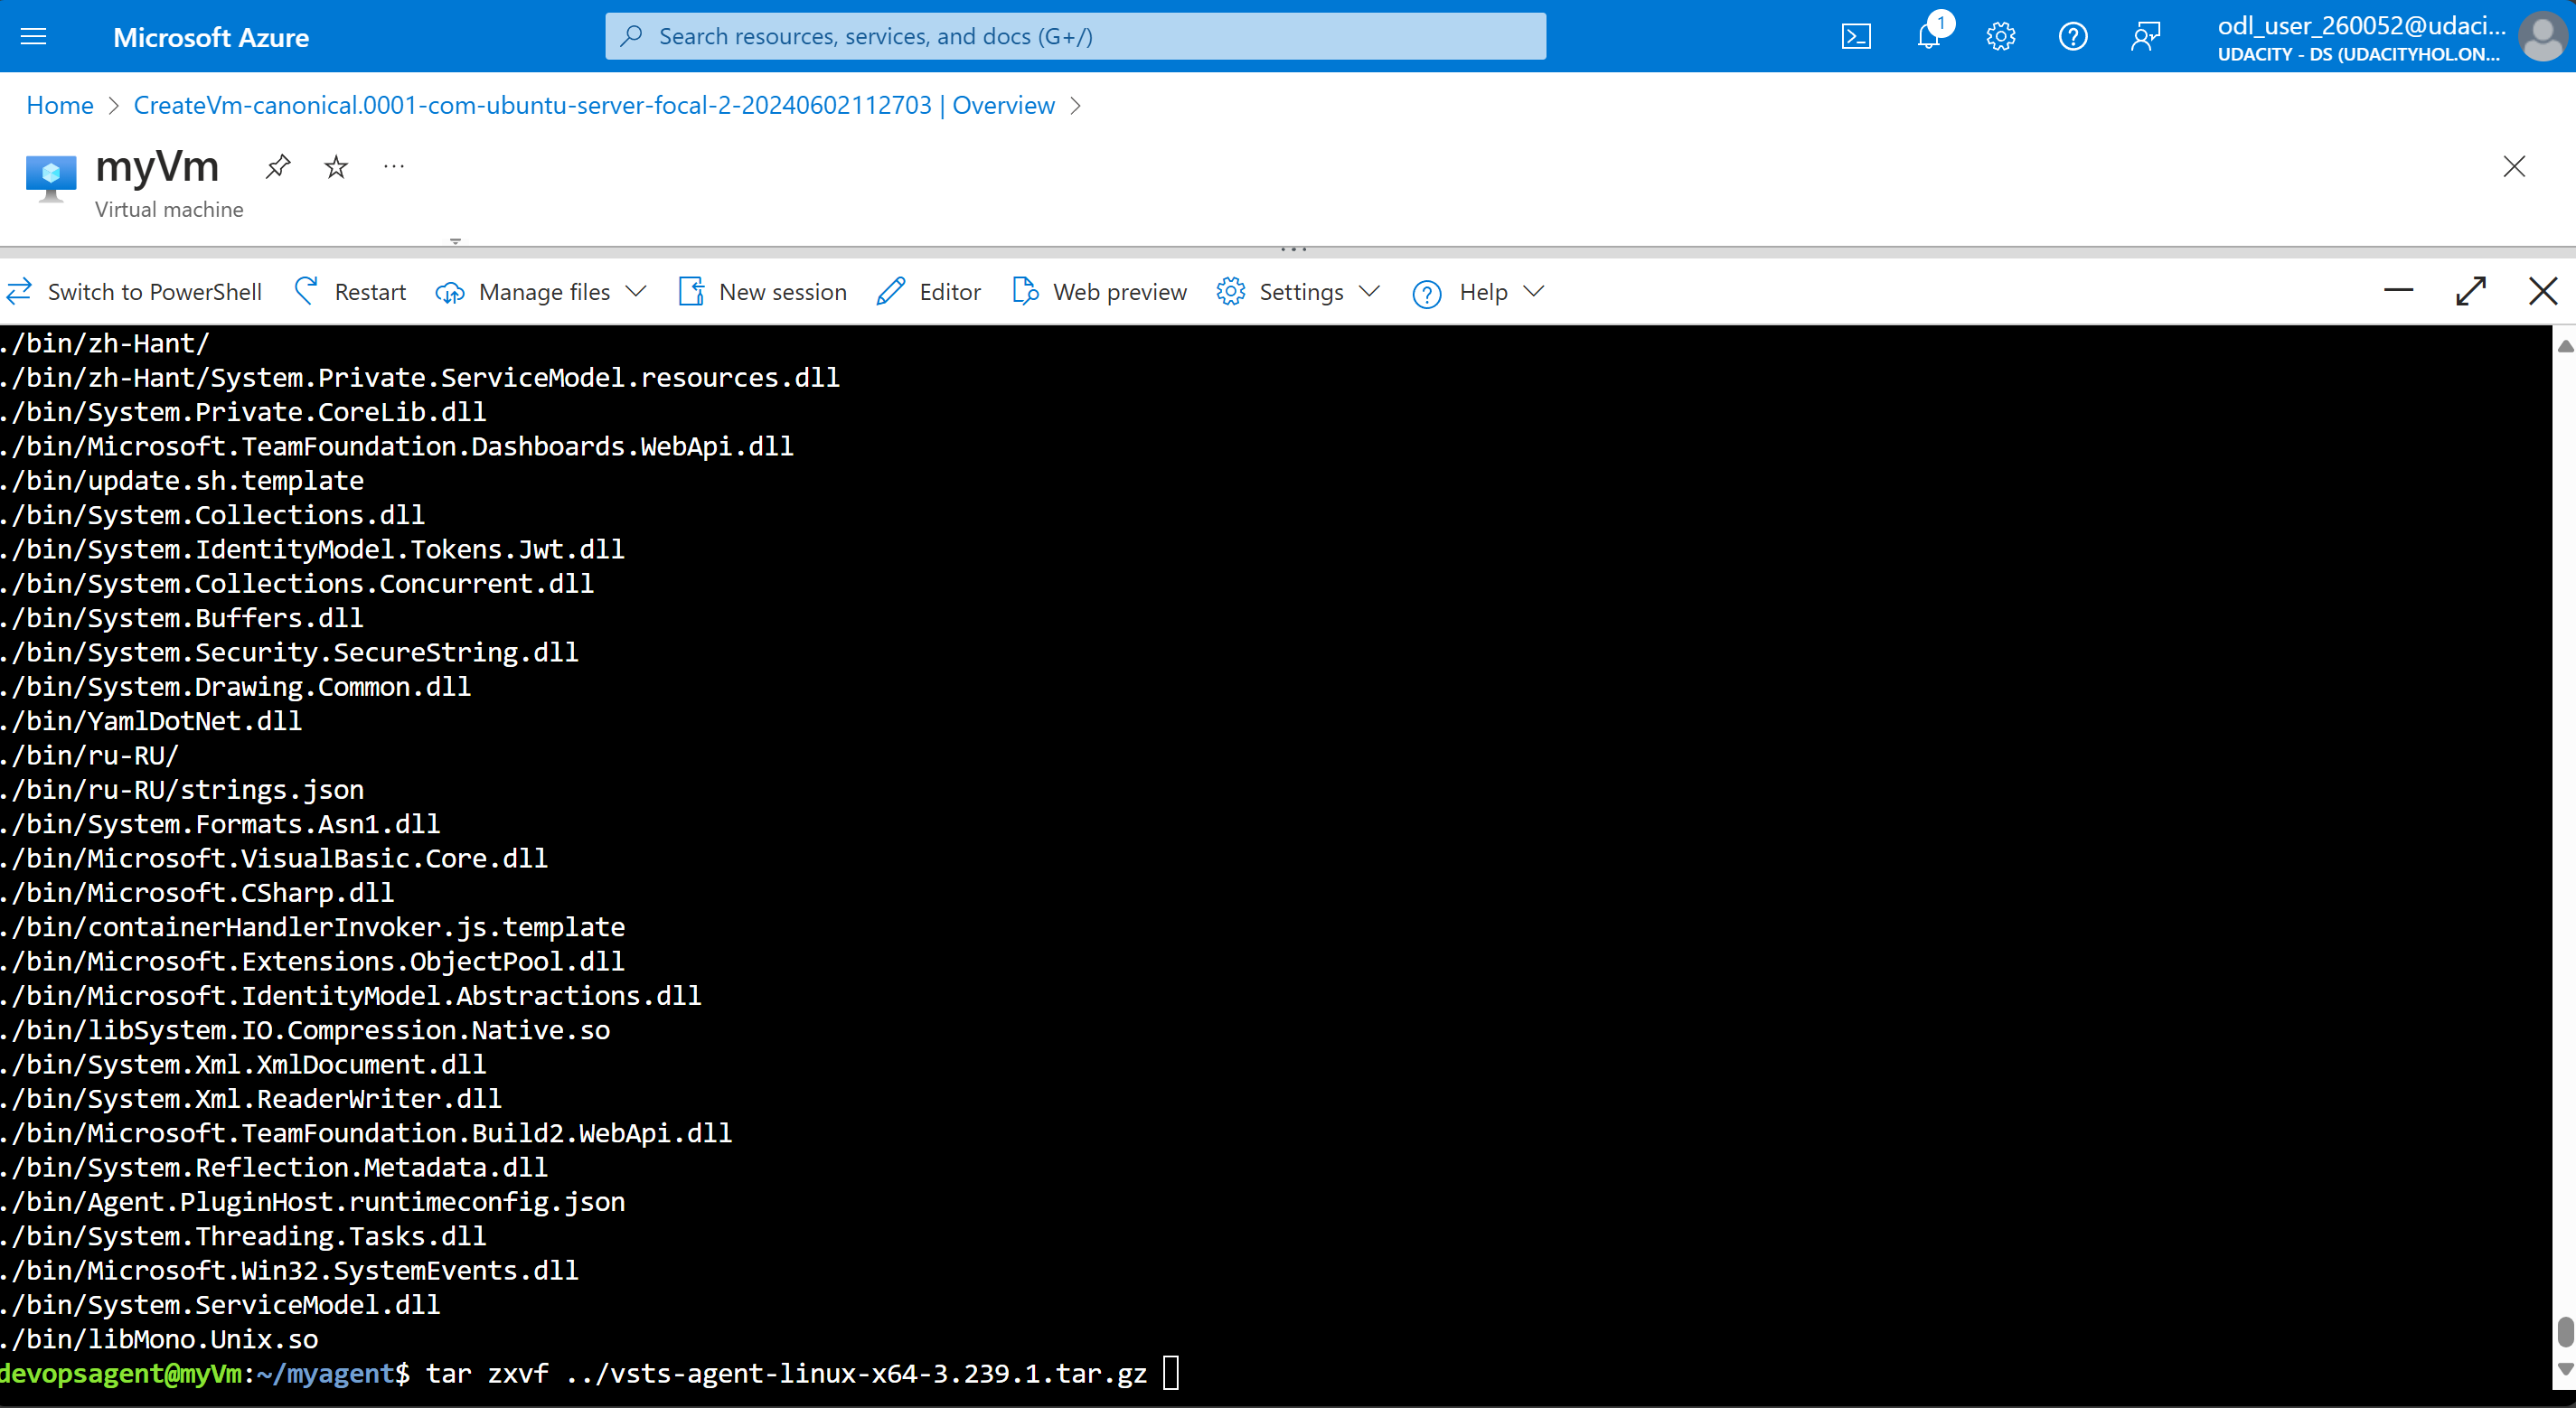 Microsoft Azure
Search resources, services, and docs (G+/)
1
odl_user_260052@udaci...
UDACITY - DS (UDACITYHOL.ON...
Home > CreateVm-canonical.0001-com-ubuntu-server-focal-2-20240602112703 | Overview >
myVm
Virtual machine
Switch to PowerShell Restart Manage files New session Editor Web preview Settings Help
./bin/zh-Hant/
./bin/zh-Hant/System.Private.ServiceModel.resources.dll
./bin/System.Private.CoreLib.dll
./bin/Microsoft.TeamFoundation.Dashboards.WebApi.dll
./bin/update.sh.template
./bin/System.Collections.dll
./bin/System.IdentityModel.Tokens.Jwt.dll
./bin/System.Collections.Concurrent.dll
./bin/System.Buffers.dll
./bin/System.Security.SecureString.dll
./bin/System.Drawing.Common.dll
./bin/YamlDotNet.dll
./bin/ru-RU/
./bin/ru-RU/strings.json
./bin/System.Formats.Asn1.dll
./bin/Microsoft.VisualBasic.Core.dll
./bin/Microsoft.CSharp.dll
./bin/containerHandlerInvoker.js.template
./bin/Microsoft.Extensions.ObjectPool.dll
./bin/Microsoft.IdentityModel.Abstractions.dll
./bin/libSystem.IO.Compression.Native.so
./bin/System.Xml.XmlDocument.dll
./bin/System.Xml.ReaderWriter.dll
./bin/Microsoft.TeamFoundation.Build2.WebApi.dll
./bin/System.Reflection.Metadata.dll
./bin/Agent.PluginHost.runtimeconfig.json
./bin/System.Threading.Tasks.dll
./bin/Microsoft.Win32.SystemEvents.dll
./bin/System.ServiceModel.dll
./bin/libMono.Unix.so
devopsagent@myVm:~/myagent$ tar zxvf ../vsts-agent-linux-x64-3.239.1.tar.gz